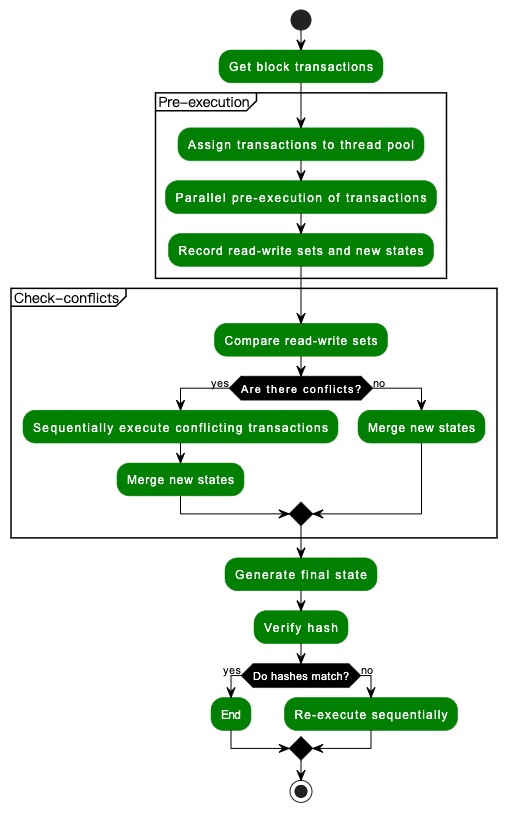 Get block transactions
Pre-execution
Assign transactions to thread pool
Parallel pre-execution of transactions
Record read-write sets and new states
Check-conflicts
Compare read-write sets
yes
Are there conflicts?
no
Sequentially execute conflicting transactions
Merge new states
Merge new states
Generate final state
Verify hash
yes
Do hashes match?
no
End
Re-execute sequentially